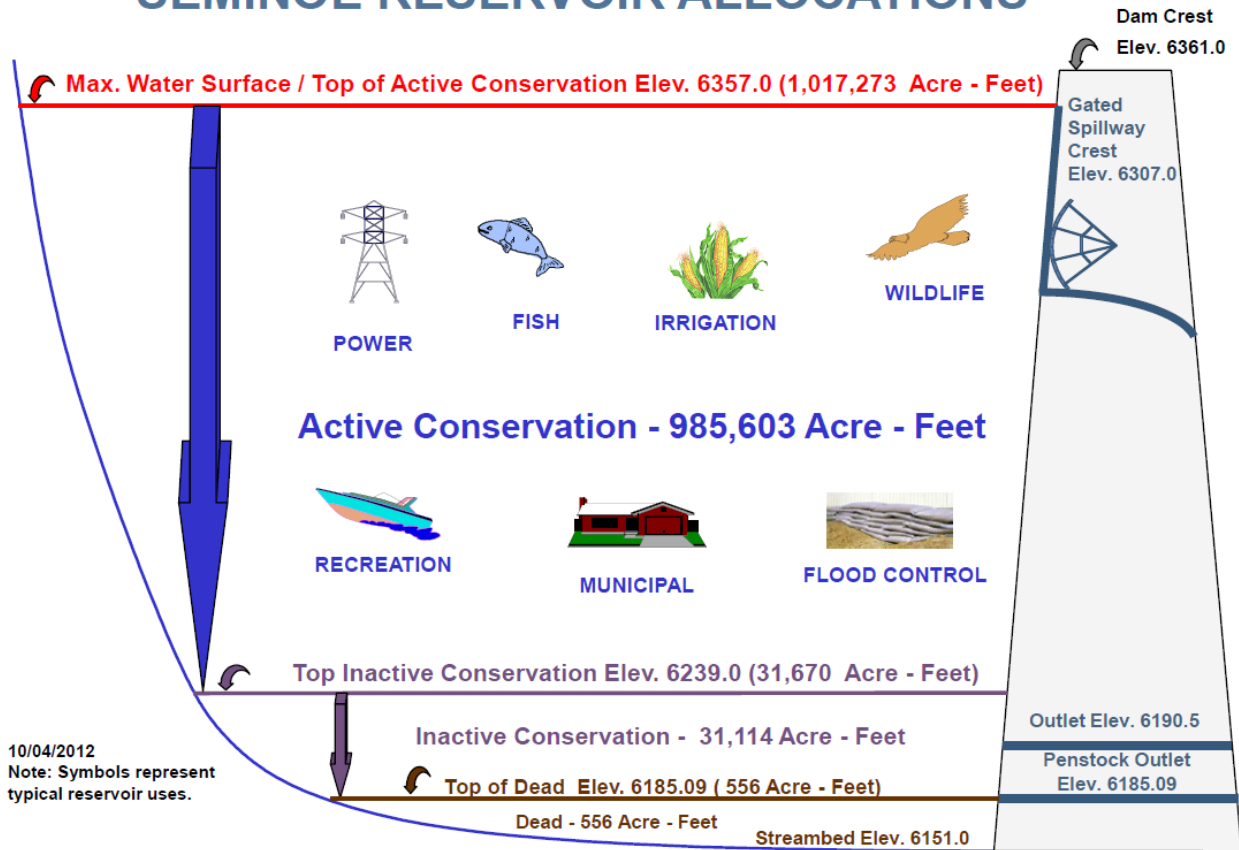 SEMINOE RESERVOIR ALLOCATIONS
Dam Crest
Elev. 6361.0
Max. Water Surface / Top of Active Conservation Elev. 6357.0 (1,017,273 Acre - Feet)
Gated
Spillway
Crest
Elev. 6307.0
POWER
FISH
IRRIGATION
WILDLIFE
Active Conservation - 985,603 Acre - Feet
RECREATION
MUNICIPAL
FLOOD CONTROL
Top Inactive Conservation Elev. 6239.0 (31,670 Acre - Feet)
Outlet Elev. 6190.5
Inactive Conservation - 31,114 Acre - Feet
Penstock Outlet
Elev. 6185.09
10/04/2012
Note: Symbols represent
typical reservoir uses.
Top of Dead Elev. 6185.09 ( 556 Acre - Feet)
Dead - 556 Acre - Feet
Streambed Elev. 6151.0